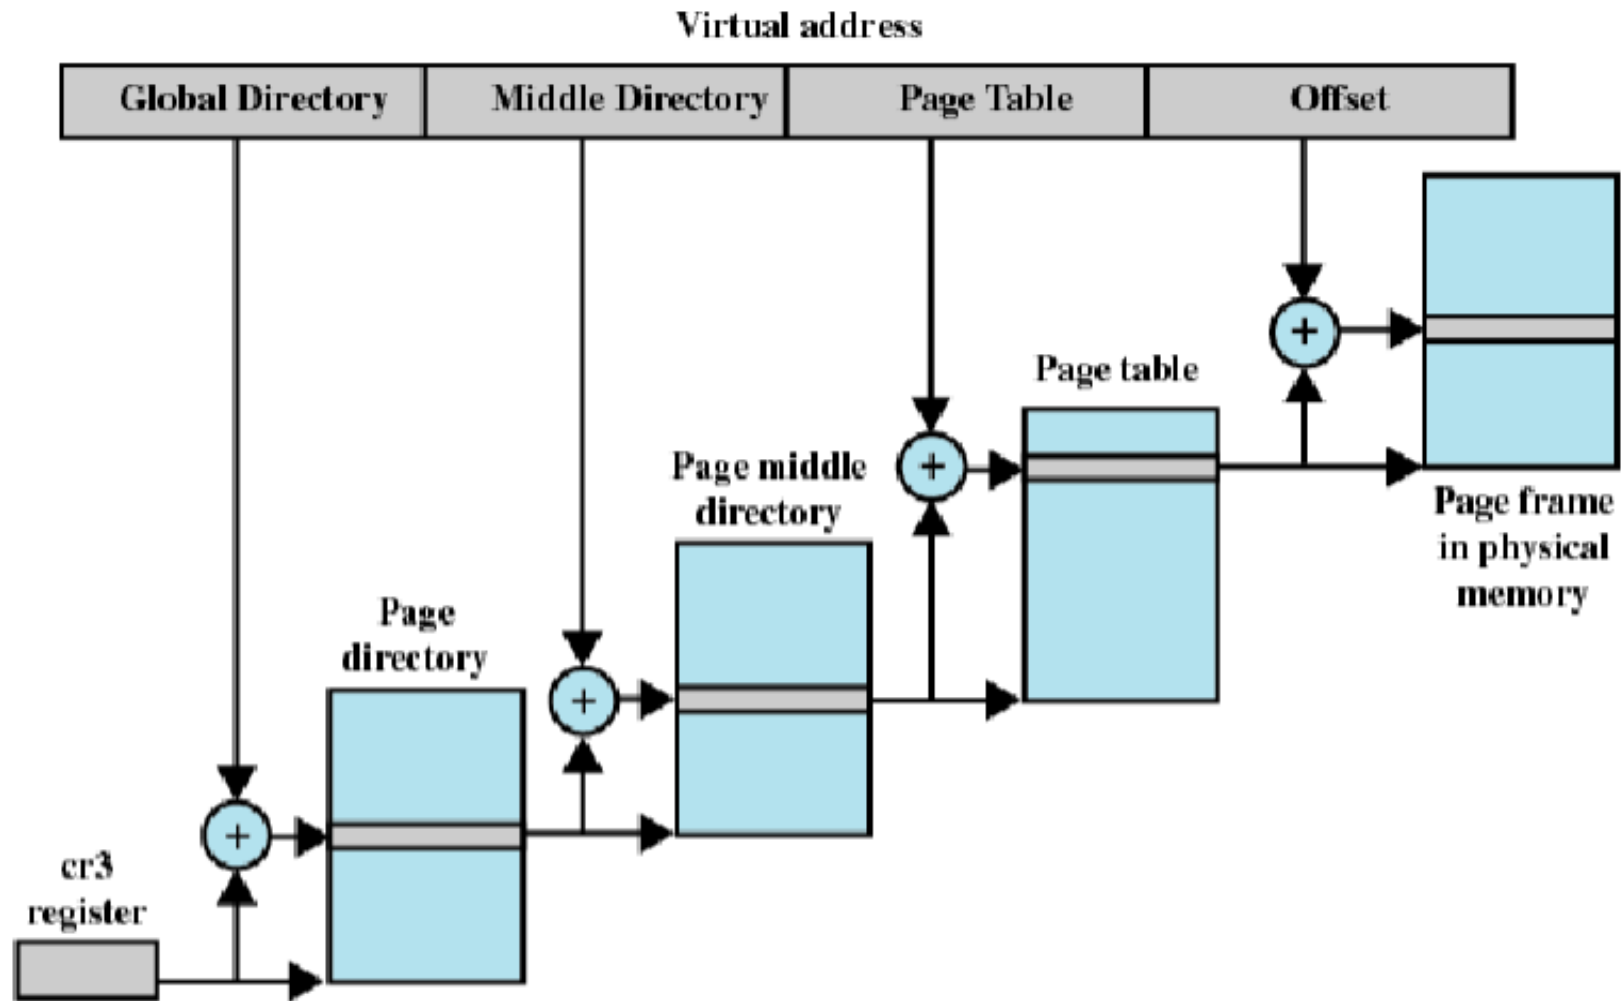 Virtual address
Global Directory
Middle Directory
Page Table
Offset
Page table
Page middle
directory
Page frame
in physical
memory
Page
directory
cr3
register
+
+
+
+